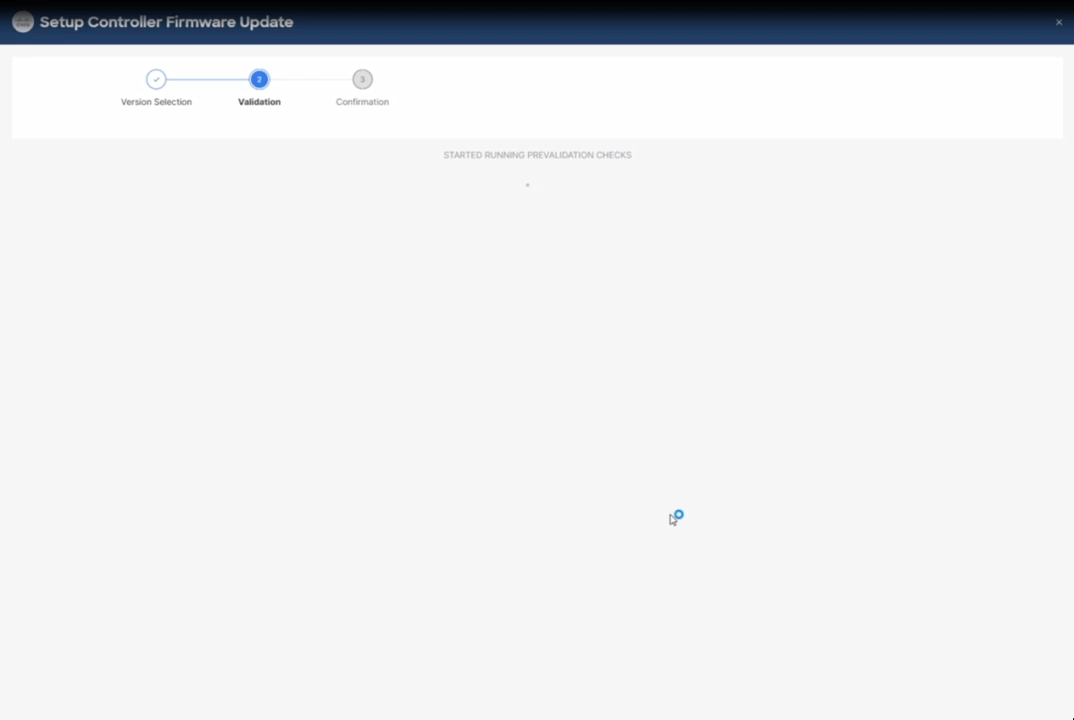 Setup Controller Firmware Update
2
3
Version Selection
Validation
Confirmation
STARTED RUNNING PREVALIDATION CHECKS